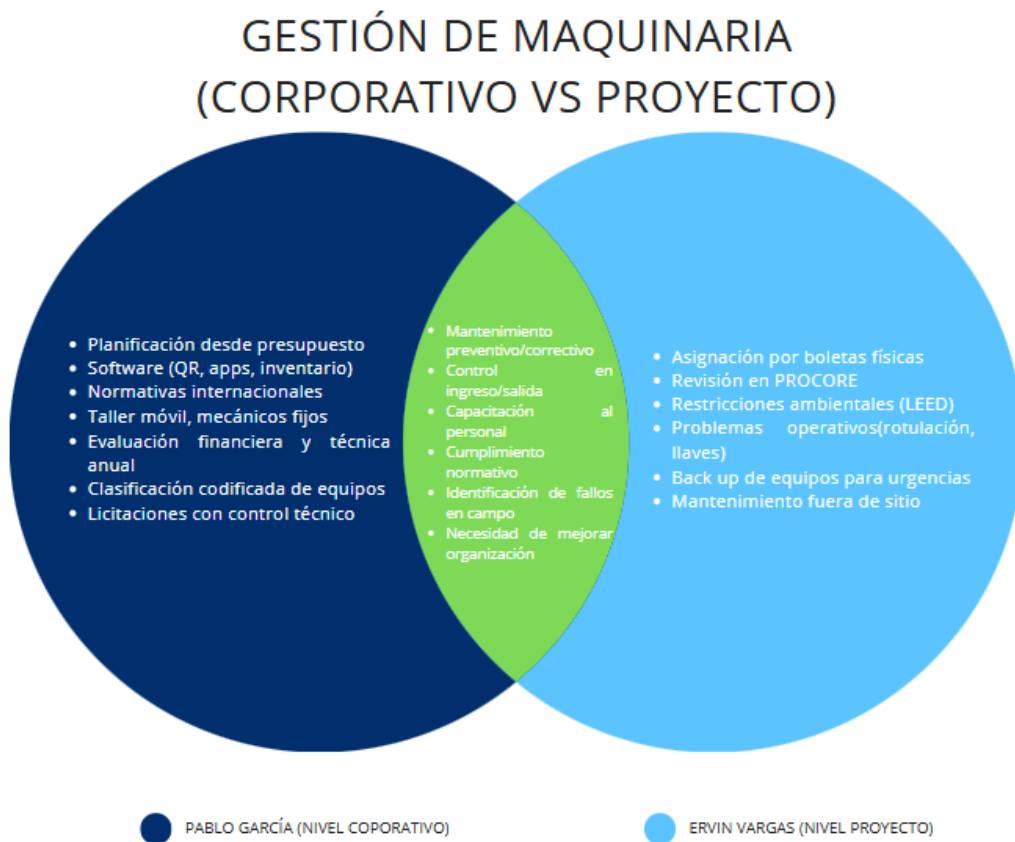 GESTIÓN DE MAQUINARIA
(CORPORATIVO VS PROYECTO)
• Planificación desde presupuesto
• Software (QR, apps, inventario)
• Normativas internacionales
• Taller móvil, mecánicos fijos
• Evaluación financiera y técnica
anual
• Clasificación codificada de equipos
• Licitaciones con control técnico
• Mantenimiento
preventivo/correctivo
• Control en
ingreso/salida
• Capacitación al
personal
• Cumplimiento
normativo
• Identificación de fallos
en campo
• Necesidad de mejorar
organización
• Asignación por boletas físicas
• Revisión en PROCORE
• Restricciones ambientales (LEED)
• Problemas operativos(rotulación,
llaves)
• Back up de equipos para urgencias
• Mantenimiento fuera de sitio
PABLO GARCÍA (NIVEL COPORATIVO)
ERVIN VARGAS (NIVEL PROYECTO)